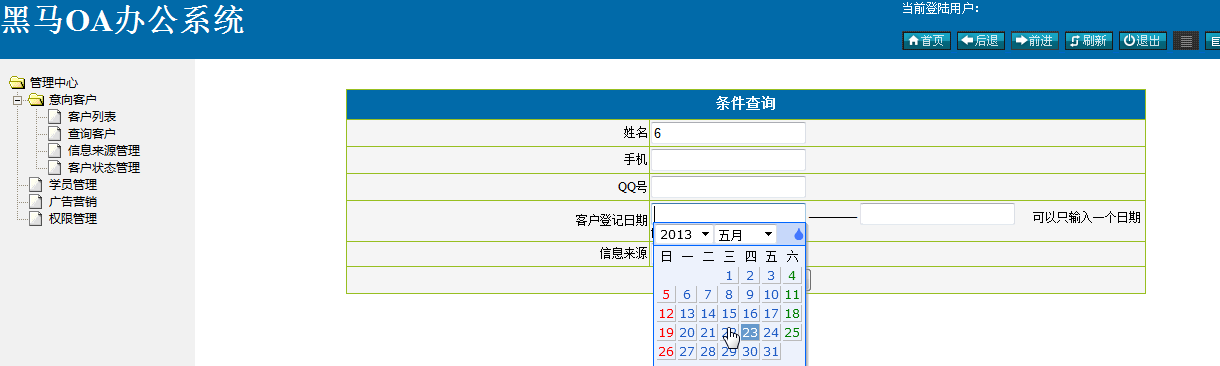 黑马OA办公系统
当前登陆用户:
首页 后退 前进 刷新 退出
管理中心
意向客户
客户列表
查询客户
信息来源管理
客户状态管理
学员管理
广告营销
权限管理
条件查询
姓名 6
手机
QQ号
客户登记日期 ———— 可以只输入一个日期
信息来源
2013 五月
日 一 二 三 四 五 六
1 2 3 4
5 6 7 8 9 10 11
12 13 14 15 16 17 18
19 20 21 23 24 25
26 27 28 29 30 31